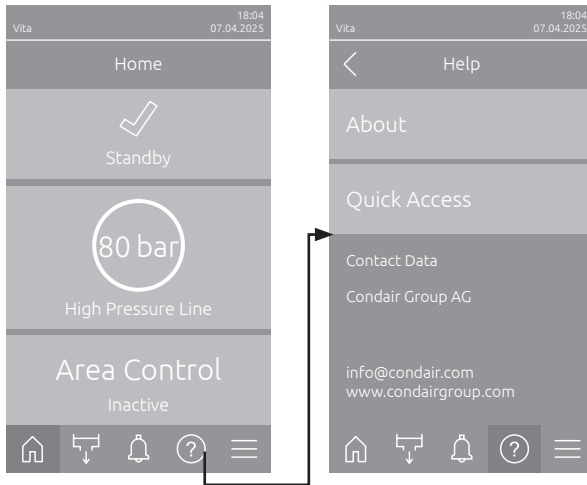 18:04
Vita 07.04.2025
Home
Standby
80 bar
High Pressure Line
Area Control
Inactive
?
18:04
Vita 07.04.2025
Help
About
Quick Access
Contact Data
Condair Group AG
info@condair.com
www.condairgroup.com
?